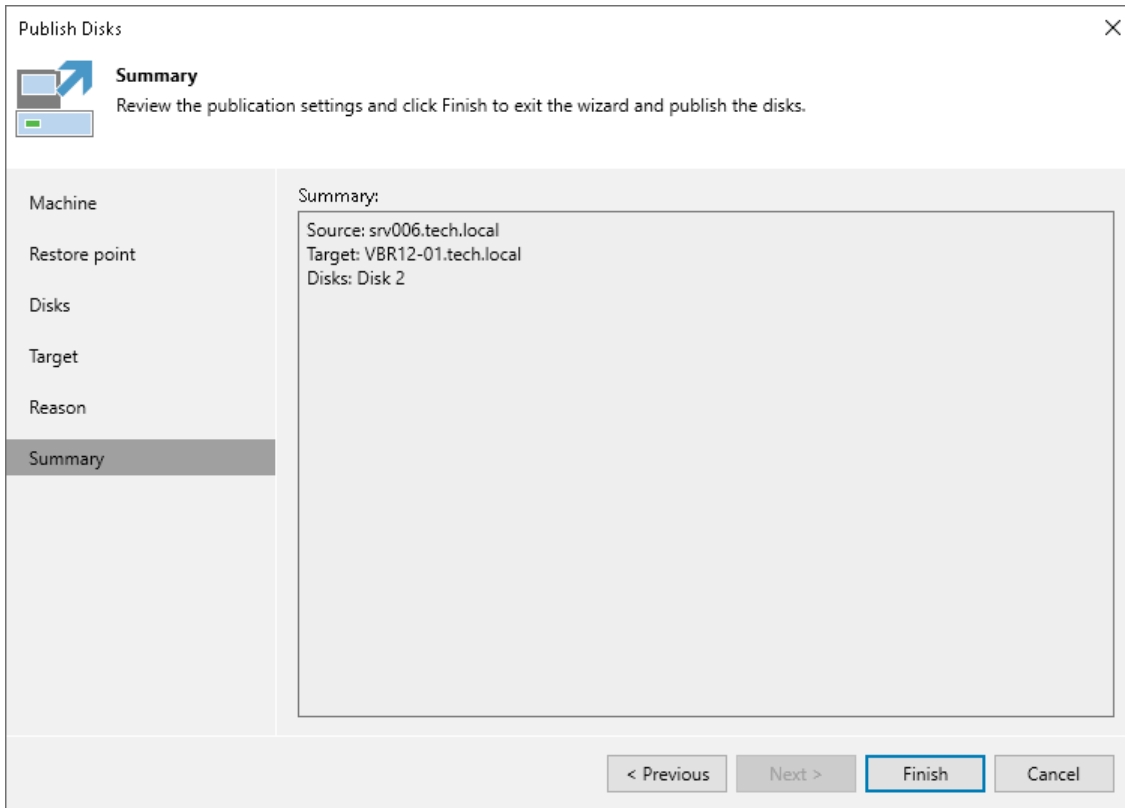 Publish Disks
Summary
Review the publication settings and click Finish to exit the wizard and publish the disks.
Machine
Restore point
Disks
Target
Reason
Summary
Summary:
Source: srv006.tech.local
Target: VBR12-01.tech.local
Disks: Disk 2
< Previous
Next >
Finish
Cancel